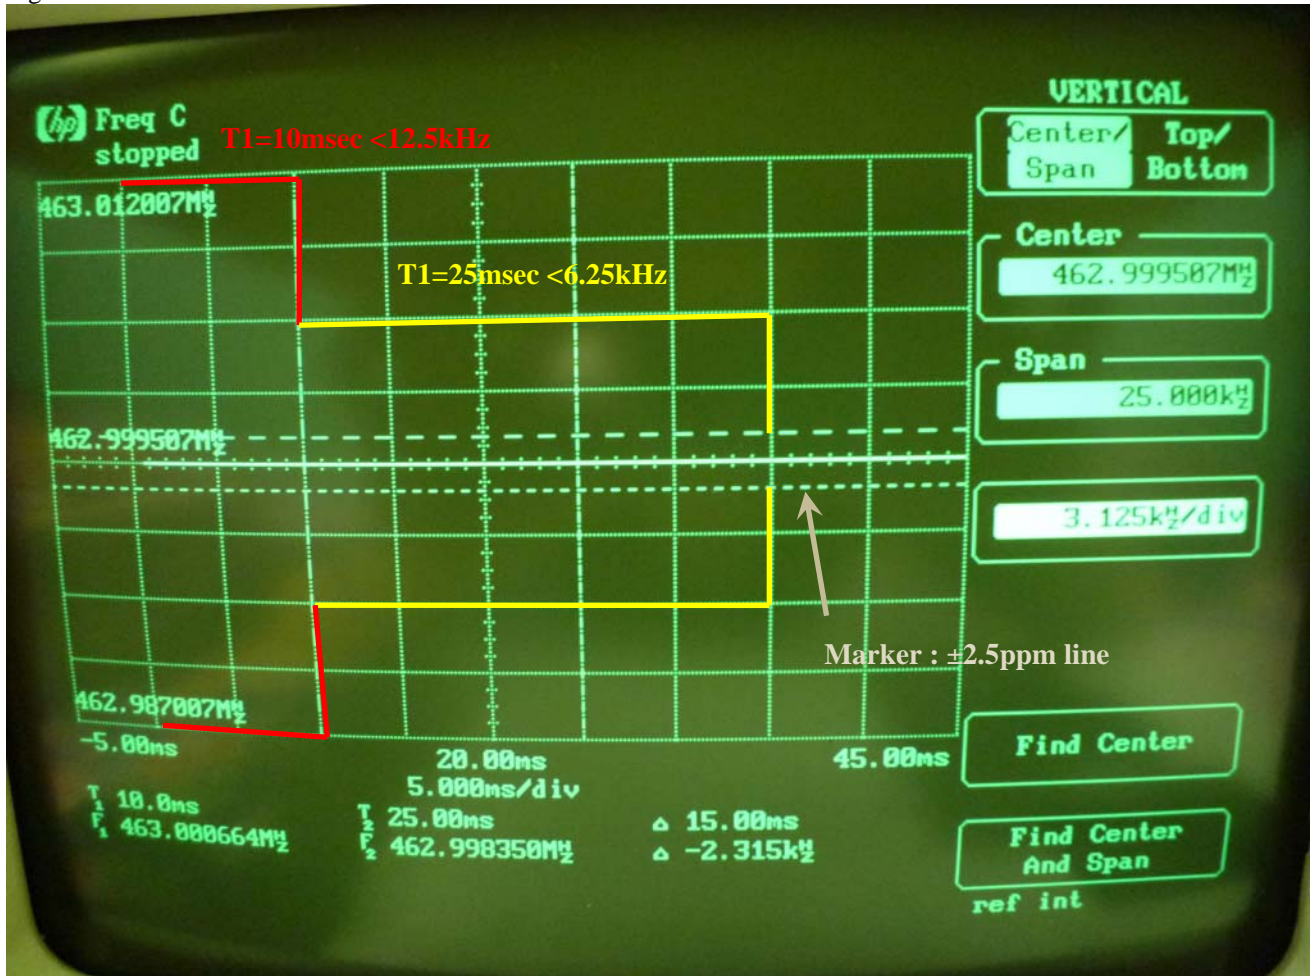 hp Freq C
stopped
T1=10msec <12.5kHz
463.012007MHz
T1=25msec <6.25kHz
462.999507MHz
Marker : ±2.5ppm line
462.987007MHz
-5.00ms
20.00ms
45.00ms
5.000ms/div
T1 10.0ms
F1 463.000664MHz
T2 25.00ms
F2 462.998350MHz
Δ 15.00ms
Δ -2.315kHz
VERTICAL
Center/
Span
Top/
Bottom
Center
462.999507MHz
Span
25.000kHz
3.125kHz/div
Find Center
Find Center
And Span
ref int